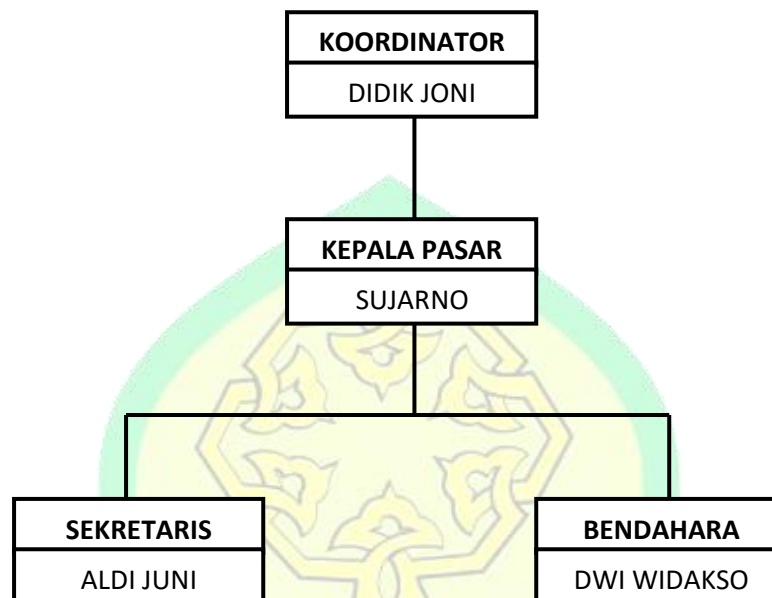 KOORDINATOR
DIDIK JONI
KEPALA PASAR
SUJARNO
SEKRETARIS
ALDI JUNI
BENDAHARA
DWI WIDAKSO